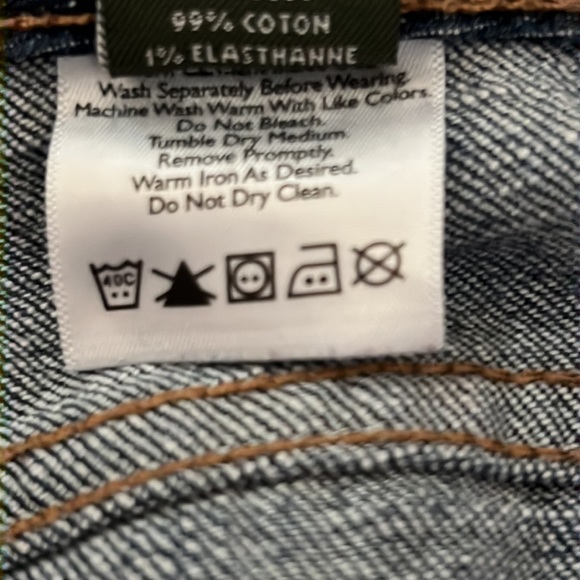 99% COTON
1% ELASTHANNE
Wash Separately Before Wearing.
Machine Wash Warm With Like Colors.
Do Not Bleach.
Tumble Dry Medium.
Remove Promptly.
Warm Iron As Desired.
Do Not Dry Clean.
40C